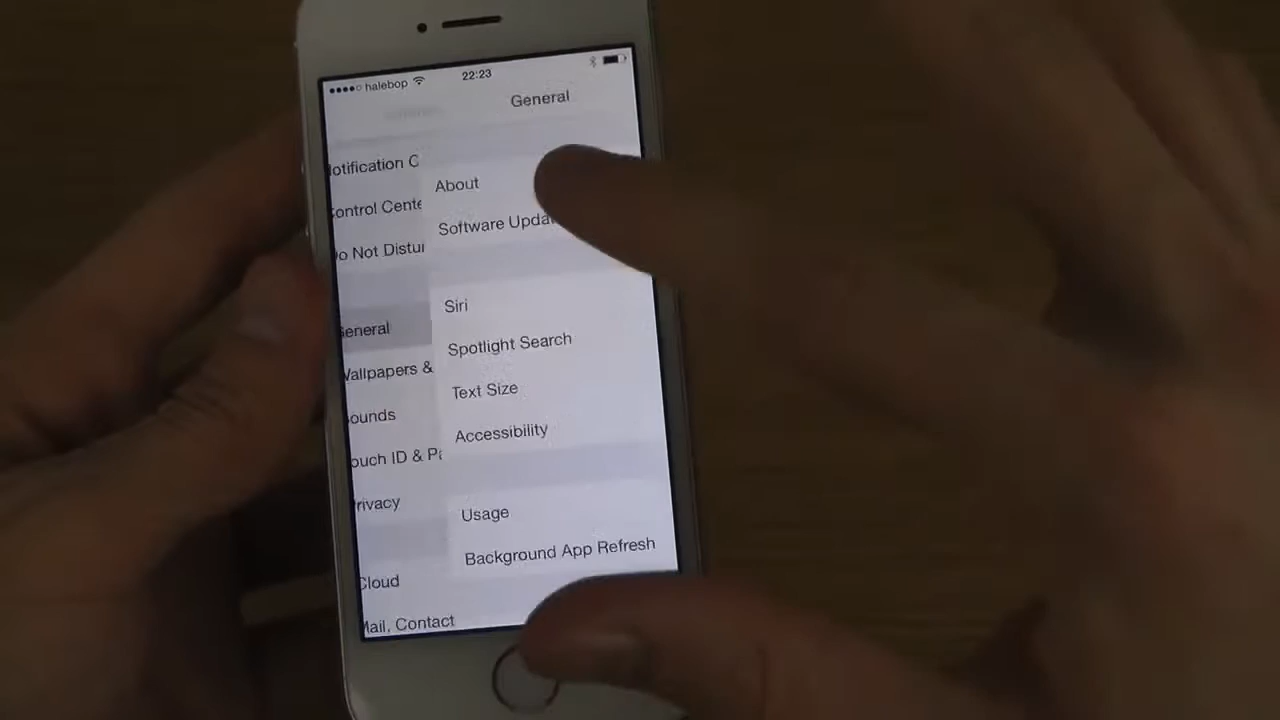 halebop 22:23
General
otification C
ontrol Cente
o Not Distur
eneral
Wallpapers &
ounds
ouch ID & Pa
rivacy
Cloud
Mail, Contact
About
Software Upda
Siri
Spotlight Search
Text Size
Accessibility
Usage
Background App Refresh